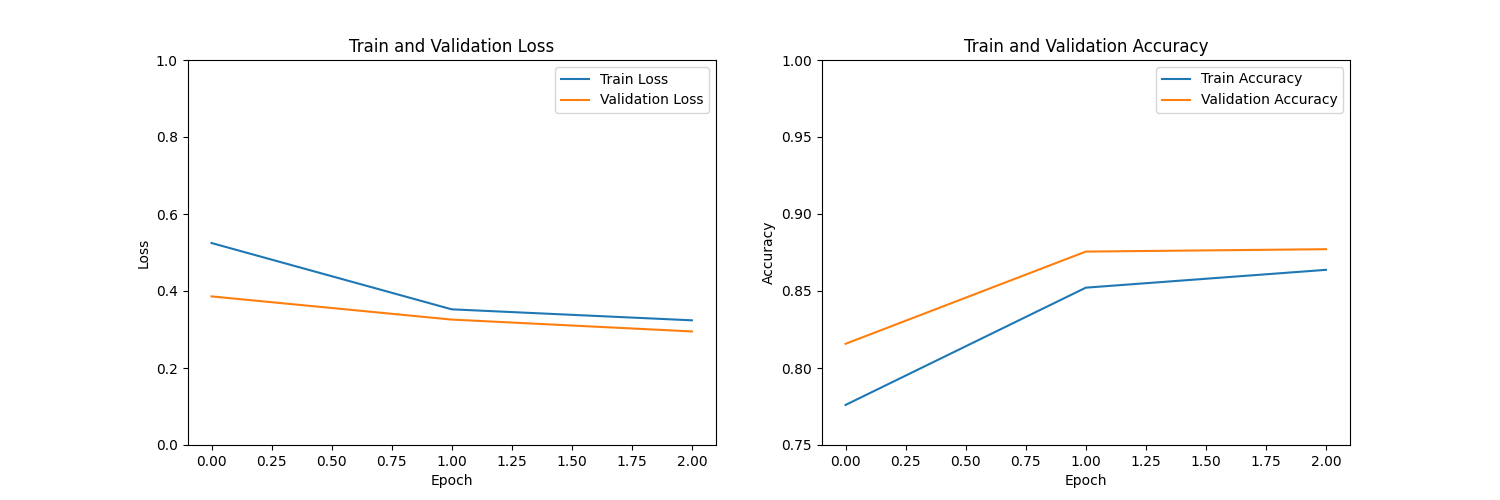 Train and Validation Loss
1.0
0.8
0.6
0.4
0.2
0.0
Loss
Train Loss
Validation Loss
0.00 0.25 0.50 0.75 1.00 1.25 1.50 1.75 2.00
Epoch
Train and Validation Accuracy
1.00
0.95
0.90
0.85
0.80
0.75
Accuracy
Train Accuracy
Validation Accuracy
0.00 0.25 0.50 0.75 1.00 1.25 1.50 1.75 2.00
Epoch